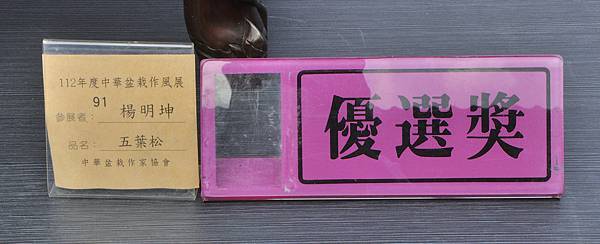 112年度中華盆栽作風展
91
參展者：楊明坤
品名：五葉松
中華盆栽作家協會
優選獎